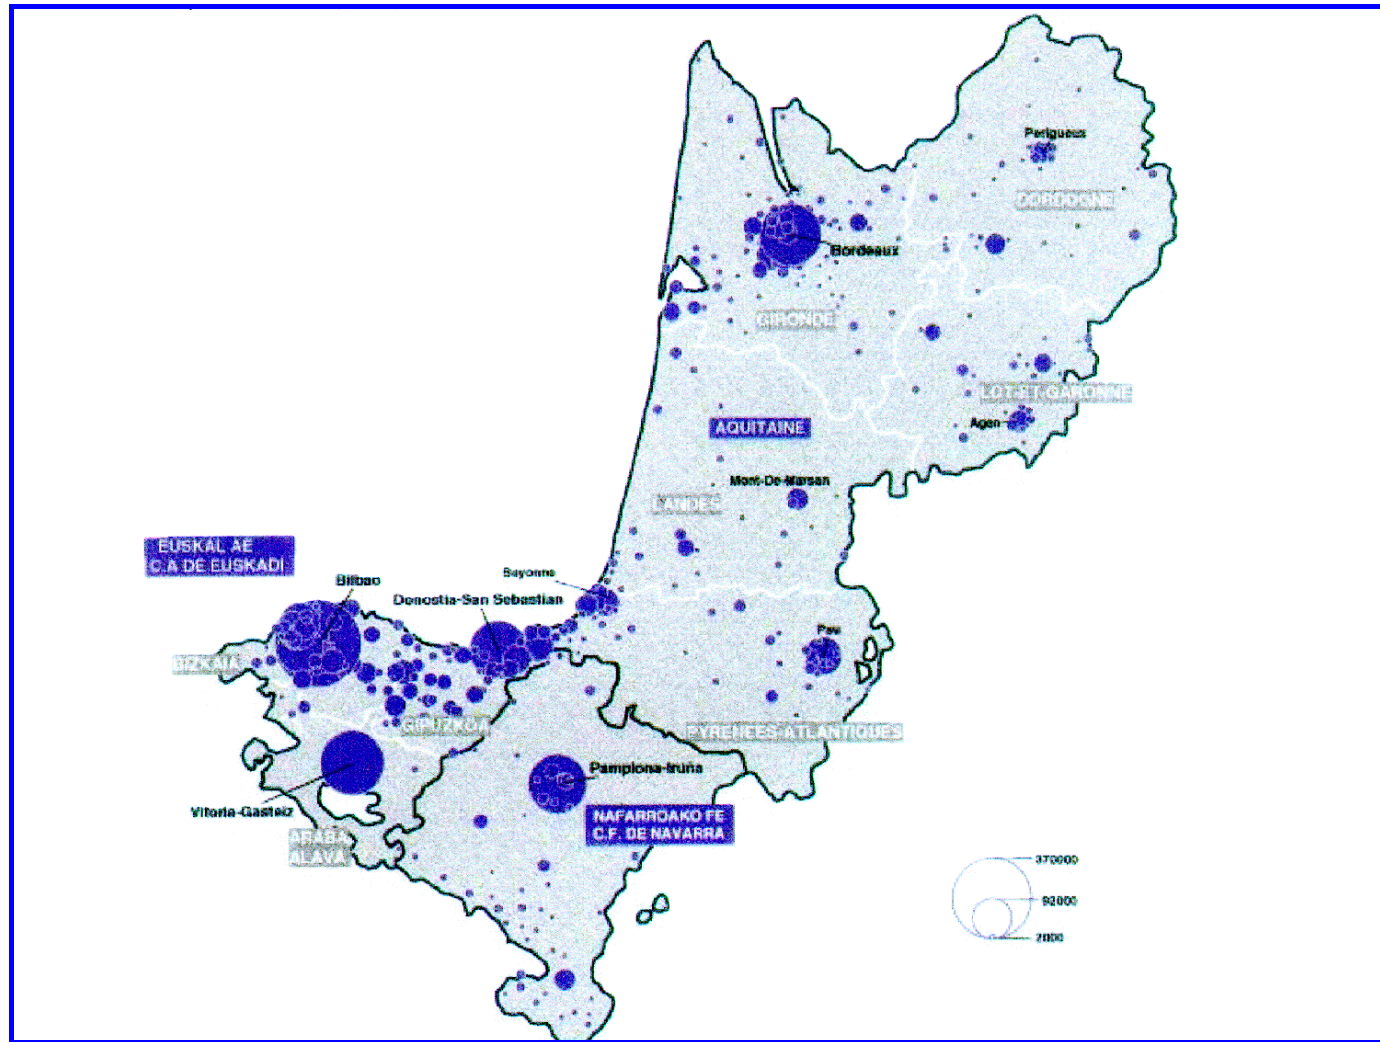 Perigueux
DORDOGNE
Bordeaux
GIRONDE
LOT-ET-GARONNE
Agen
AQUITAINE
Mont-De-Marsan
LANDES
EUSKAL AE
C.A DE EUSKADI
Bayonne
Bilbao
Donostia-San Sebastian
Pau
BIZKAIA
GIPUZKOA
PYRENEES-ATLANTIQUES
Pamplona-Iruña
Vitoria-Gasteiz
NAFARROAKO FE
C.F. DE NAVARRA
ARABA
ALAVA
370000
92000
2000